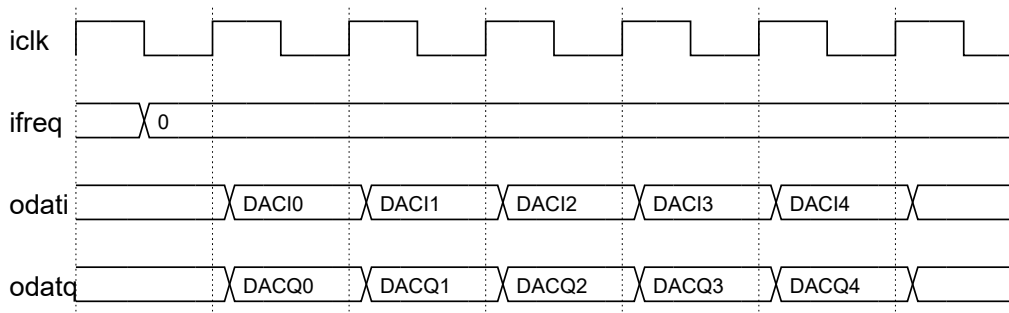 iclk
ifreq 0
odati DACI0 DACI1 DACI2 DACI3 DACI4
odatq DACQ0 DACQ1 DACQ2 DACQ3 DACQ4